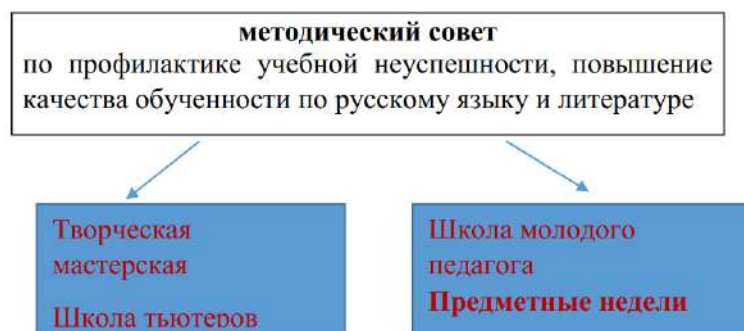 методический совет
по профилактике учебной неуспешности, повышение
качества обученности по русскому языку и литературе
Творческая
мастерская
Школа тьютеров
Школа молодого
педагога
Предметные недели